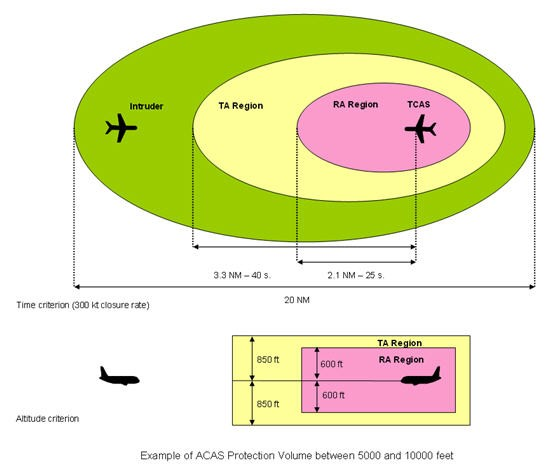 Intruder TA Region RA Region TCAS
3.3 NM – 40 s. 2.1 NM – 25 s.
20 NM
Time criterion (300 kt closure rate)
TA Region
850 ft 600 ft RA Region
850 ft 600 ft
Altitude criterion
Example of ACAS Protection Volume between 5000 and 10000 feet